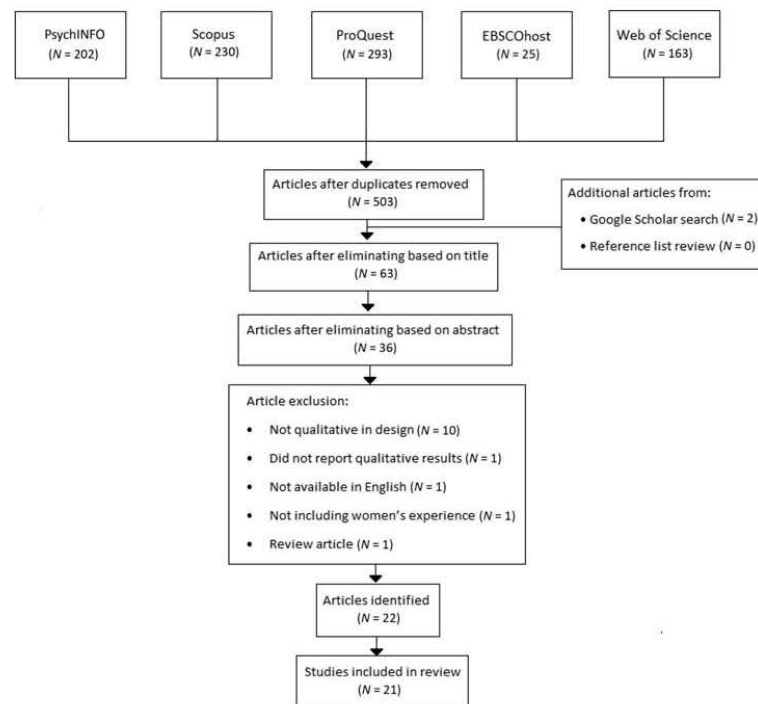 PsychINFO
(N = 202)
Scopus
(N = 230)
ProQuest
(N = 293)
EBSCOhost
(N = 25)
Web of Science
(N = 163)
Articles after duplicates removed
(N = 503)
Additional articles from:
• Google Scholar search (N = 2)
• Reference list review (N = 0)
Articles after eliminating based on title
(N = 63)
Articles after eliminating based on abstract
(N = 36)
Article exclusion:
• Not qualitative in design (N = 10)
• Did not report qualitative results (N = 1)
• Not available in English (N = 1)
• Not including women's experience (N = 1)
• Review article (N = 1)
Articles identified
(N = 22)
Studies included in review
(N = 21)